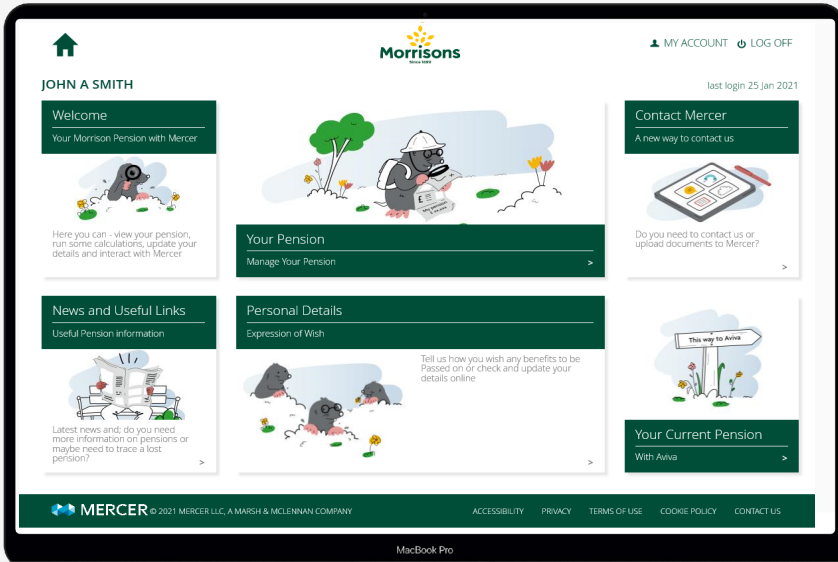 Morrisons
Since 1899
MY ACCOUNT
LOG OFF
JOHN A SMITH
last login 25 Jan 2021
Welcome
Your Morrison Pension with Mercer
Here you can - view your pension,
run some calculations, update your
details and interact with Mercer
£
My pension
Your Pension
Manage Your Pension >
Contact Mercer
A new way to contact us
Do you need to contact us or
upload documents to Mercer?
>
News and Useful Links
Useful Pension information
Latest news and; do you need
more information on pensions or
maybe need to trace a lost
pension?
>
Personal Details
Expression of Wish
Tell us how you wish any benefits to be
Passed on or check and update your
details online
>
This way to Aviva
Your Current Pension
With Aviva >
MERCER © 2021 MERCER LLC, A MARSH & MCLENNAN COMPANY
ACCESSIBILITY PRIVACY TERMS OF USE COOKIE POLICY CONTACT US
MacBook Pro